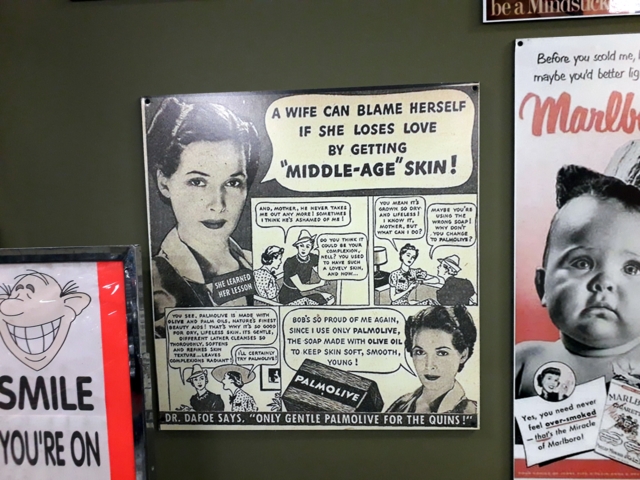 be a Mindstick
A WIFE CAN BLAME HERSELF
IF SHE LOSES LOVE
BY GETTING
"MIDDLE-AGE" SKIN!
SHE LEARNED
HER LESSON
AND, MOTHER, HE NEVER TAKES
ME OUT ANY MORE! SOMETIMES
I THINK HE'S ASHAMED OF ME!
DO YOU THINK IT
COULD BE YOUR
COMPLEXION,
NELL? YOU USED
TO HAVE SUCH
A LOVELY SKIN,
AND NOW...
YOU MEAN IT'S
GROWN SO DRY
AND LIFELESS!
I KNOW IT,
MOTHER, BUT
WHAT CAN I DO?
MAYBE YOU'RE
USING THE
WRONG SOAP!
WHY DON'T
YOU CHANGE
TO PALMOLIVE?
YOU SEE, PALMOLIVE IS MADE WITH
OLIVE AND PALM OILS, NATURE'S FINEST
BEAUTY AIDS! THAT'S WHY IT'S SO GOOD
FOR DRY, LIFELESS SKIN. ITS GENTLE,
DIFFERENT LATHER CLEANSES SO
THOROUGHLY, SOFTENS
AND REFINES SKIN
TEXTURE...LEAVES
COMPLEXIONS RADIANT!
I'LL CERTAINLY
TRY PALMOLIVE!
BOB'S SO PROUD OF ME AGAIN,
SINCE I USE ONLY PALMOLIVE,
THE SOAP MADE WITH OLIVE OIL
TO KEEP SKIN SOFT, SMOOTH,
YOUNG!
PALMOLIVE
DR. DAFOE SAYS, "ONLY GENTLE PALMOLIVE FOR THE QUINS!"
SMILE
YOU'RE ON
Before you scold me,
maybe you'd better lig
Marlb
Yes, you need never
feel over-smoked
—that's the Miracle
of Marlboro!
MARLB